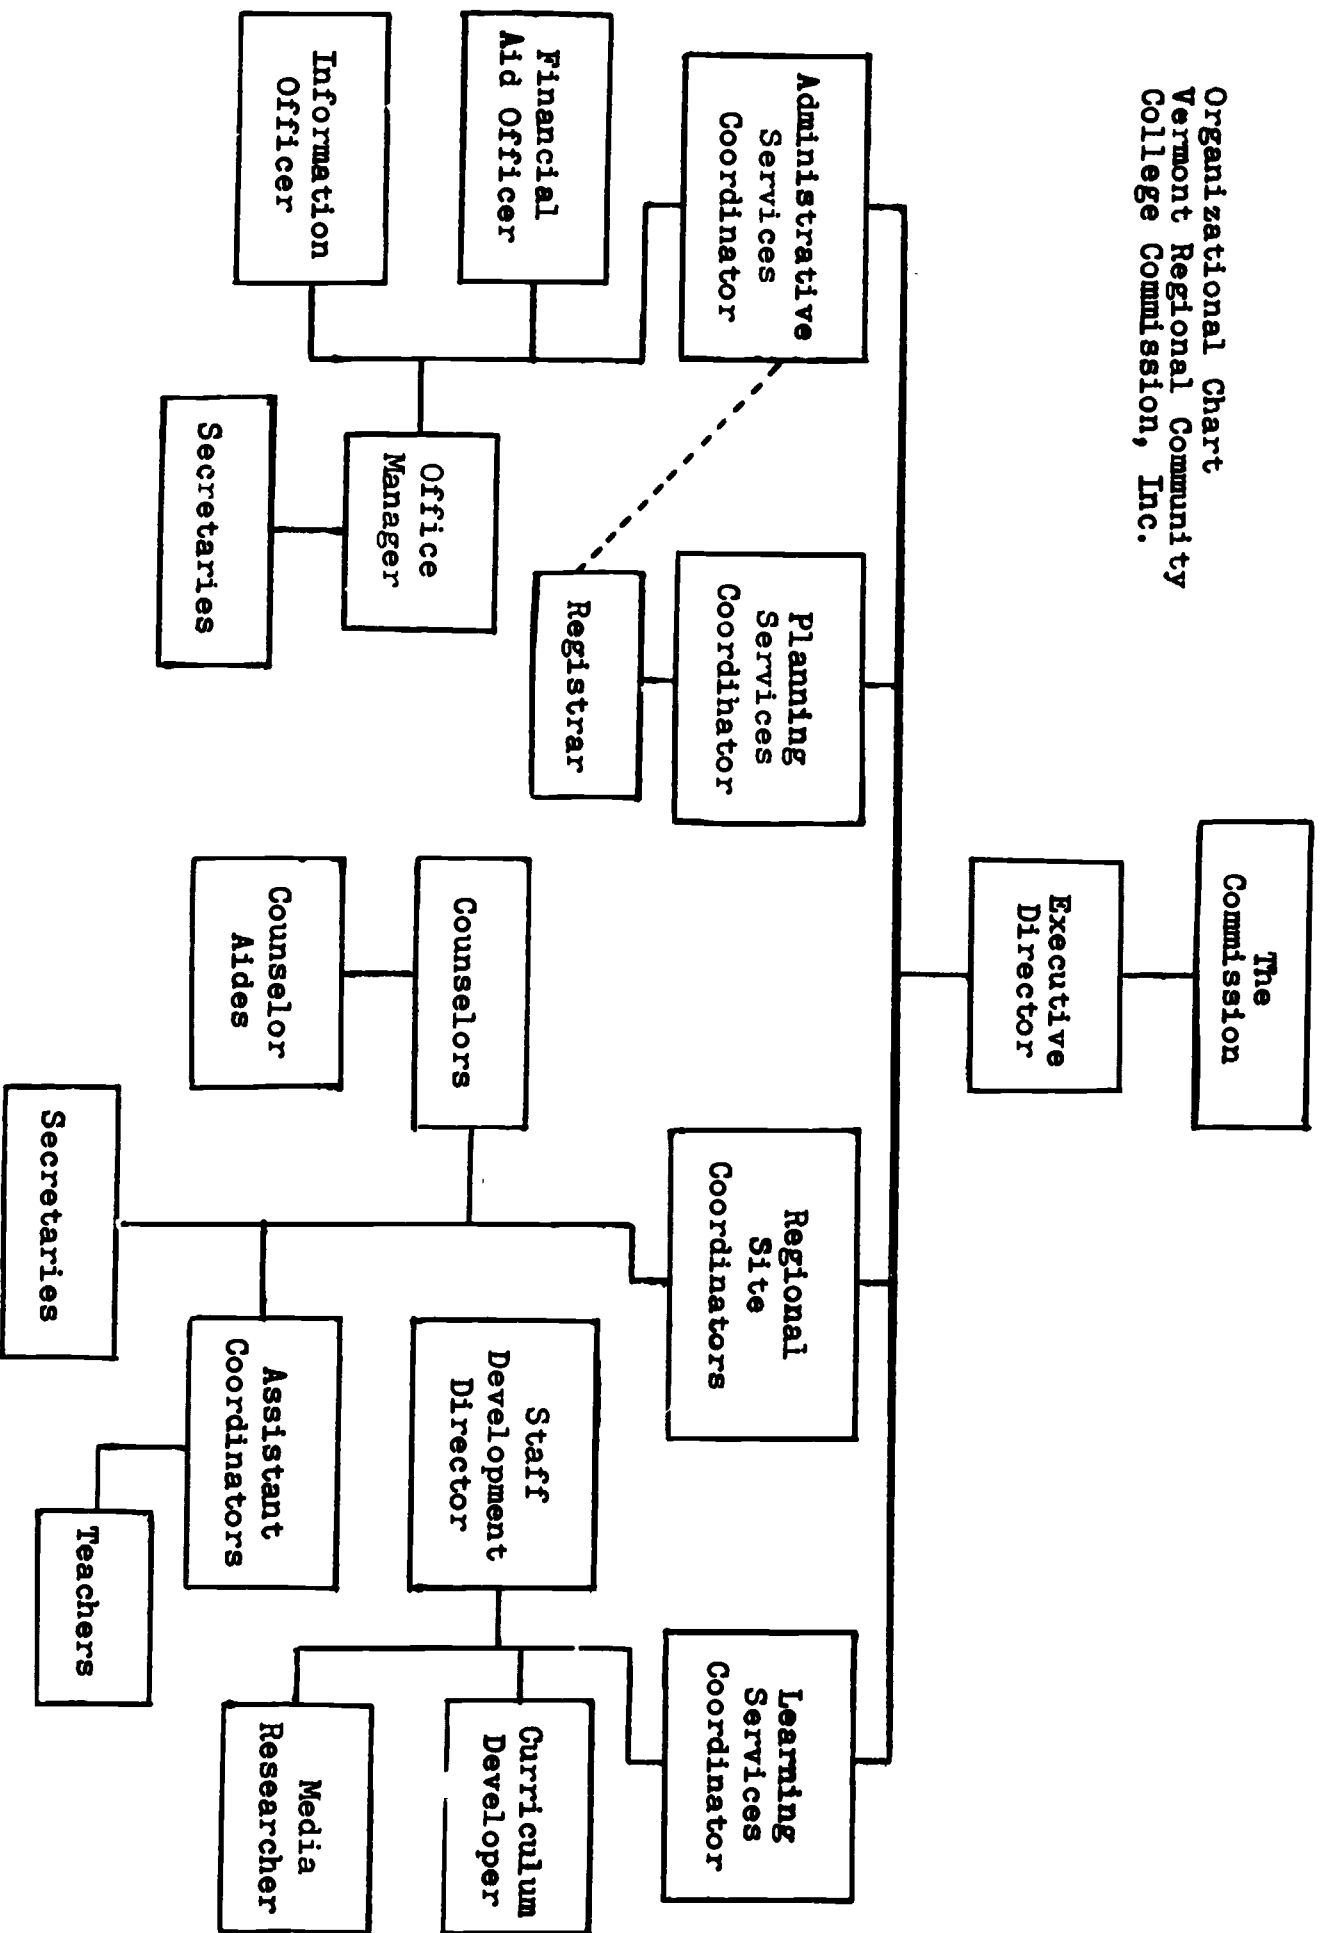 Organizational Chart
Vermont Regional Community
College Commission, Inc.
The
Commission
Executive
Director
Administrative
Services
Coordinator
Planning
Services
Coordihator
Regional
Site
Coordinators
Learning
Services
Coordinator
Financial
Aid Officer
Information
Officer
Office
Manager
Secretaries
Registrar
Counselors
Counselor
Aides
Secretaries
Assistant
Coordinators
Teachers
Staff
Development
Director
Curriculum
Developer
Media
Researcher